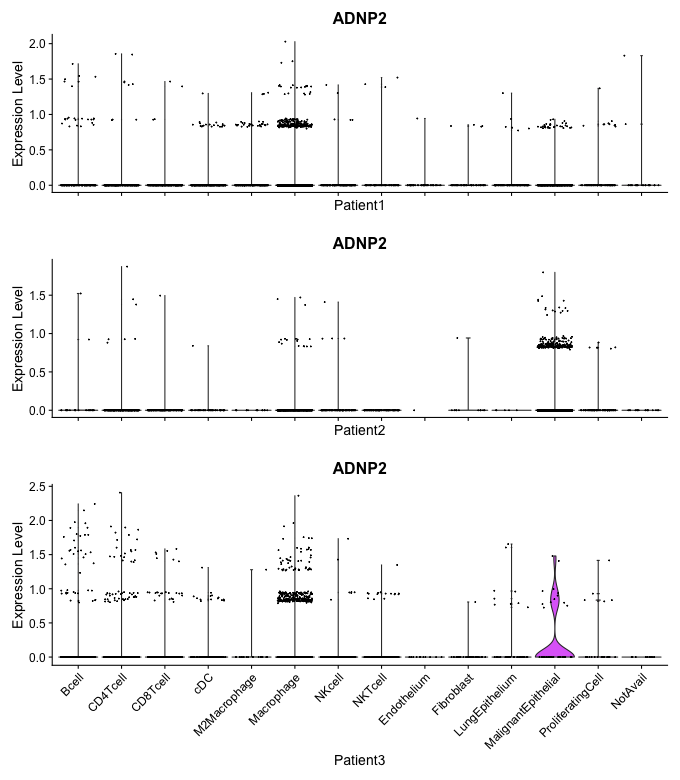 ADNP2
Expression Level
2.0
1.5
1.0
0.5
0.0
Patient1
ADNP2
Expression Level
1.5
1.0
0.5
0.0
Patient2
ADNP2
Expression Level
2.5
2.0
1.5
1.0
0.5
0.0
Bcell
CD4Tcell
CD8Tcell
cDC
M2Macrophage
Macrophage
NKcell
NKTcell
Endothelium
Fibroblast
LungEpithelium
MalignantEpithelial
ProliferatingCell
NotAvail
Patient3